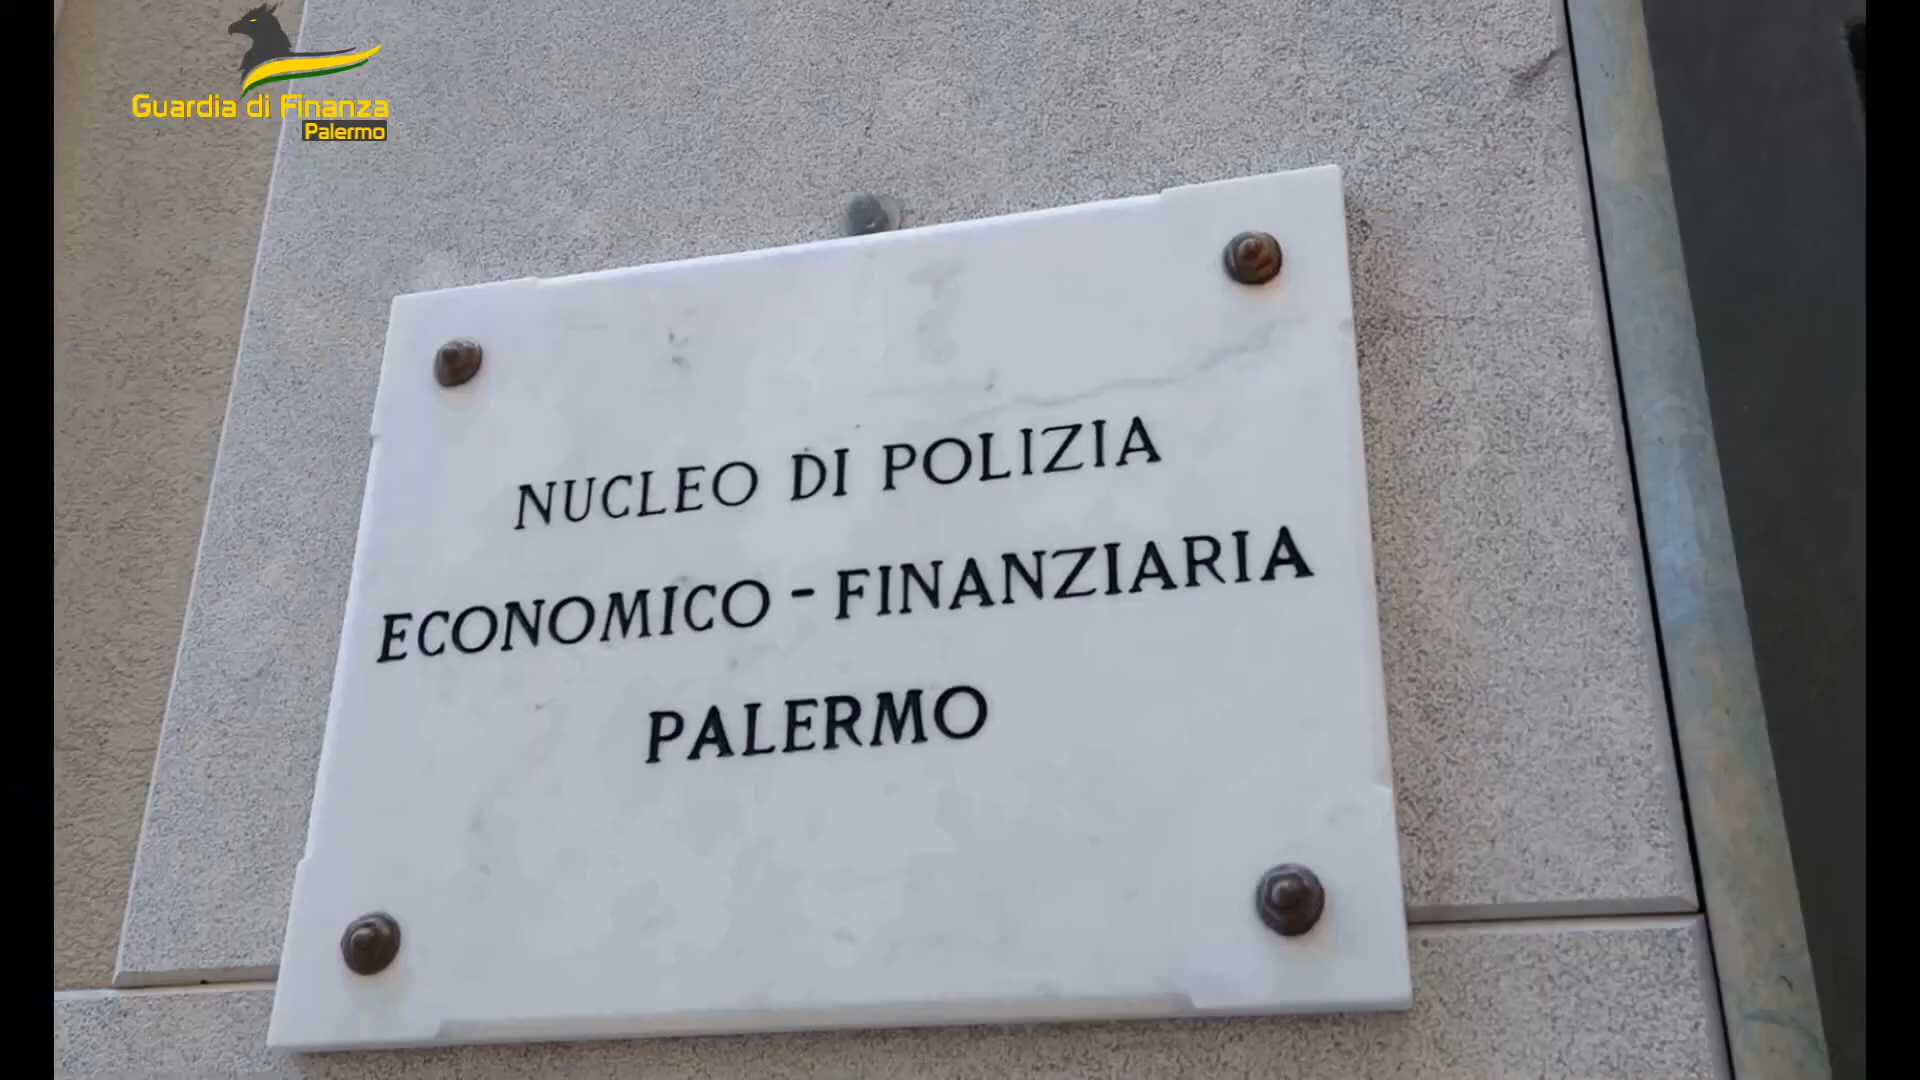 Guardia di Finanza
Palermo
NUCLEO DI POLIZIA
ECONOMICO - FINANZIARIA
PALERMO